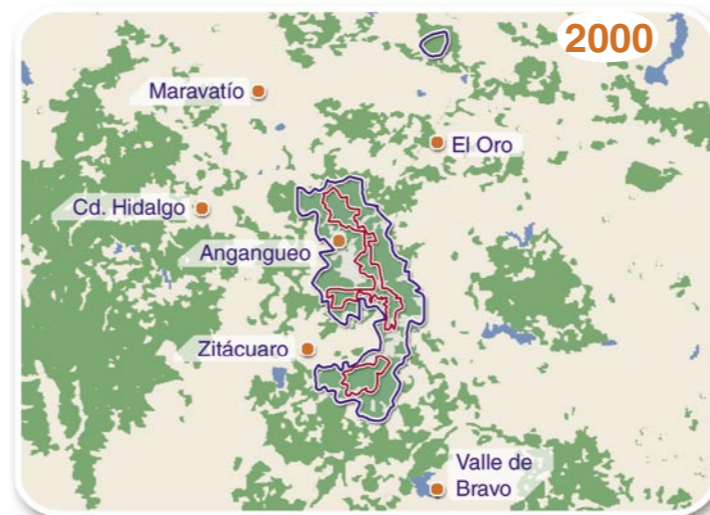 2000
Maravatío
El Oro
Cd. Hidalgo
Angangueo
Zitácuaro
Valle de
Bravo